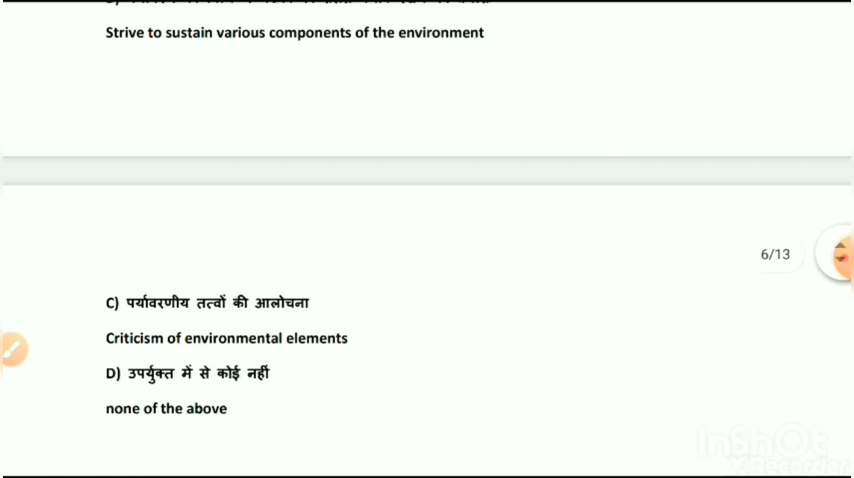 Strive to sustain various components of the environment
6/13
C) पर्यावरणीय तत्वों की आलोचना
Criticism of environmental elements
D) उपर्युक्त में से कोई नहीं
none of the above
InShOt
Recorder